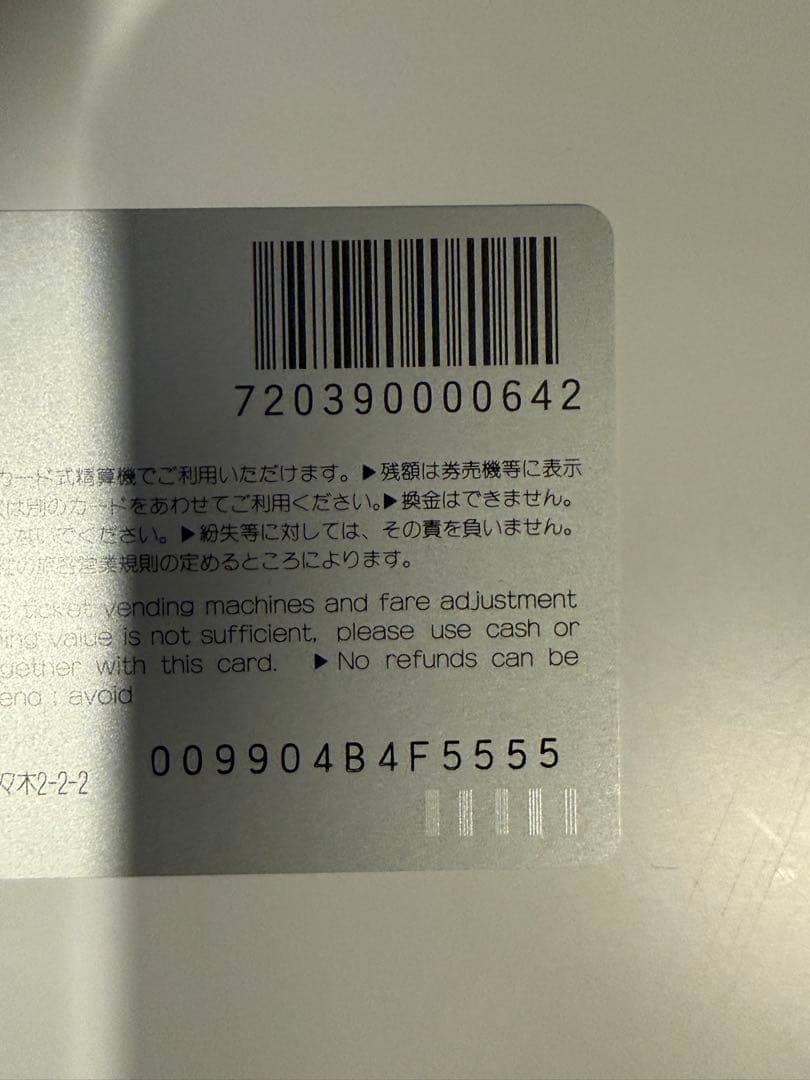 720390000642
カード式精算機でご利用いただけます。▶残額は券売機等に表示
は別のカードをあわせてご利用ください。▶換金はできません。
ください。▶紛失等に対しては、その責を負いません。
営業規則の定めるところによります。
ticket vending machines and fare adjustment
value is not sufficient, please use cash or
with this card. ▶No refunds can be
avoid
009904B4F5555
々木2-2-2